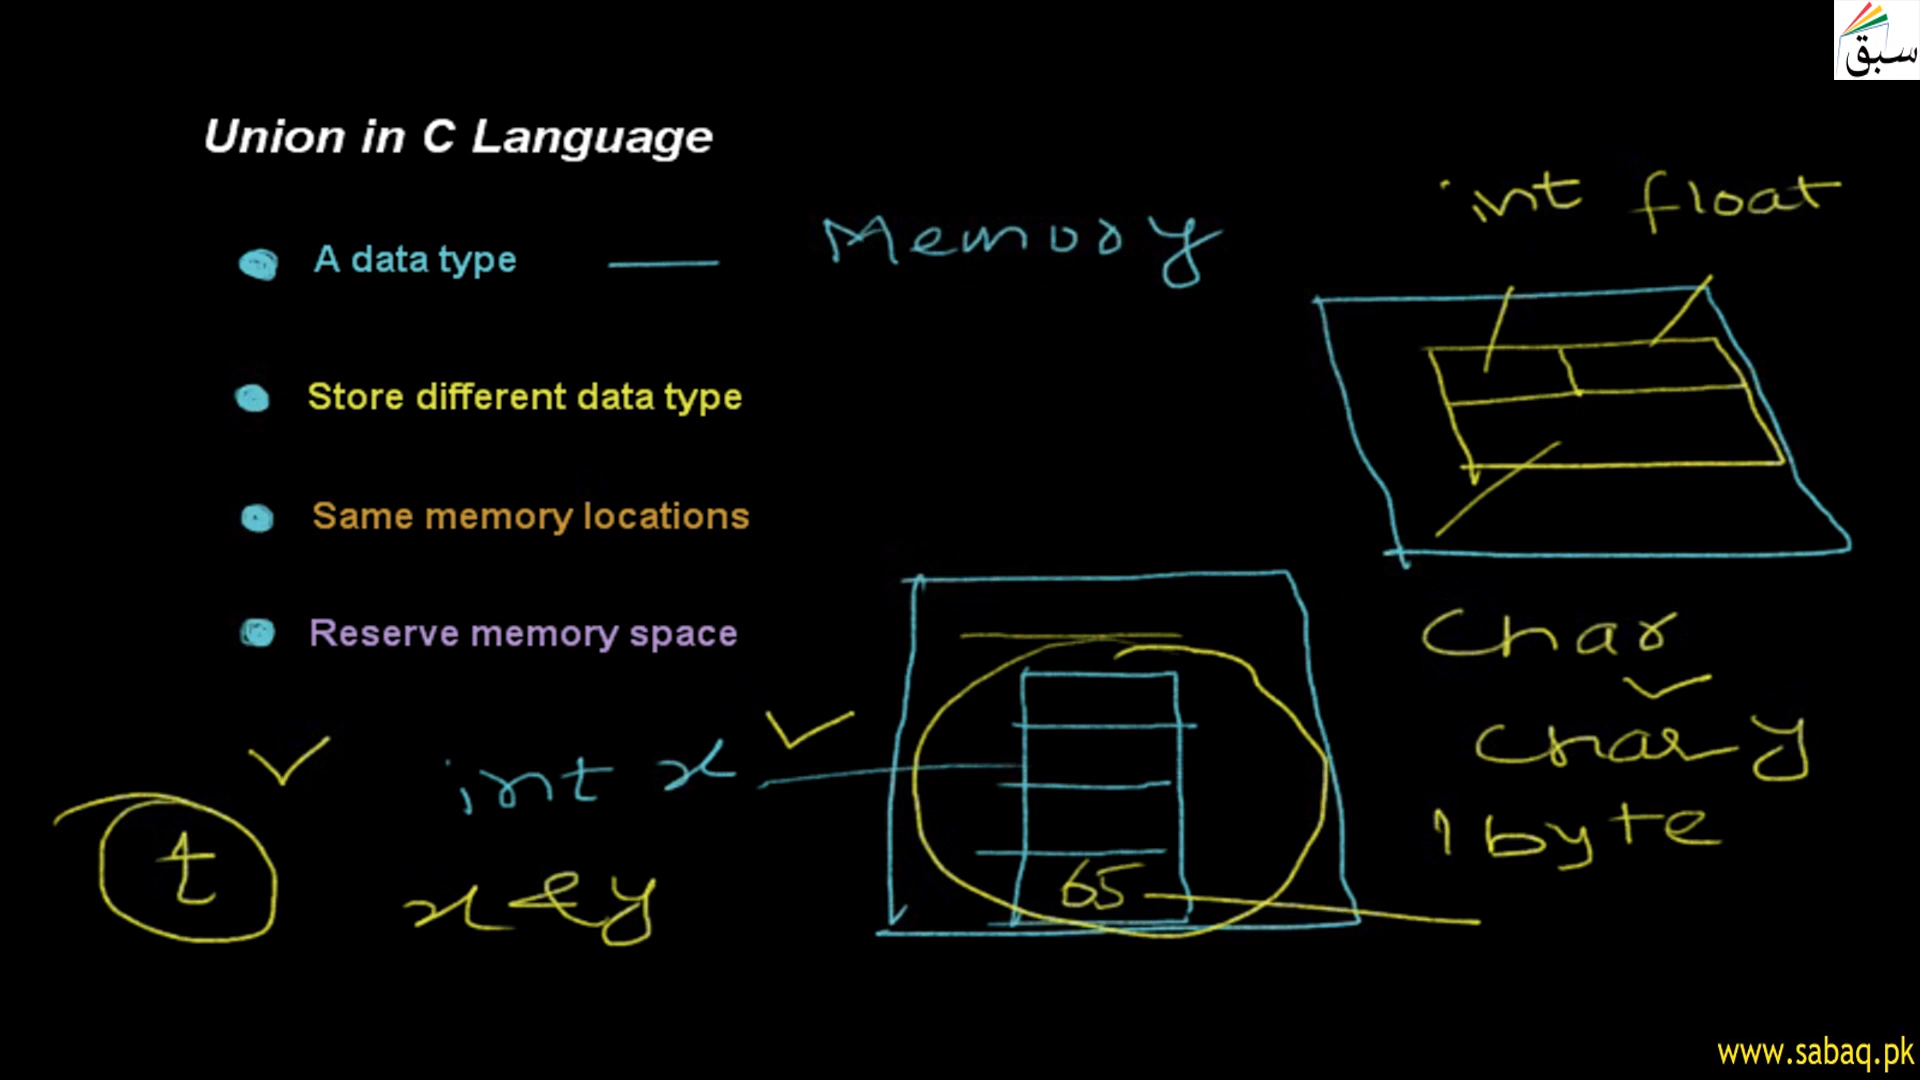 سبق
Union in C Language
int float
A data type
Memory
Store different data type
Same memory locations
Reserve memory space
Char
int x
Char y
t
x & y
65
1 byte
www.sabaq.pk